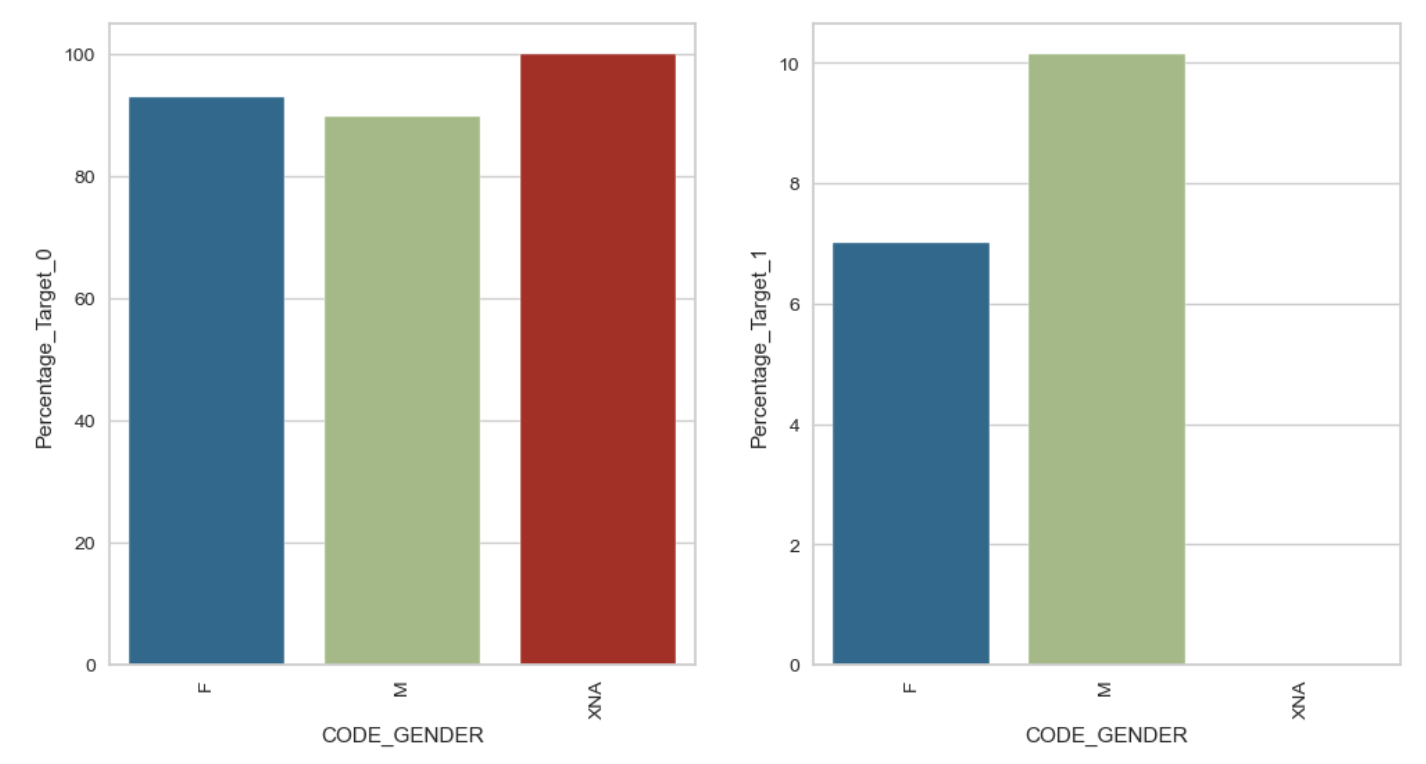 Percentage_Target_0
100
80
60
40
20
0
F
M
XNA
CODE_GENDER
Percentage_Target_1
10
8
6
4
2
0
F
M
XNA
CODE_GENDER